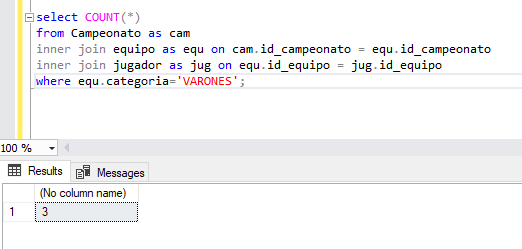 select COUNT(*)
from Campeonato as cam
inner join equipo as equ on cam.id_campeonato = equ.id_campeonato
inner join jugador as jug on equ.id_equipo = jug.id_equipo
where equ.categoria='VARONES';
100 %
Results Messages
(No column name)
1 3